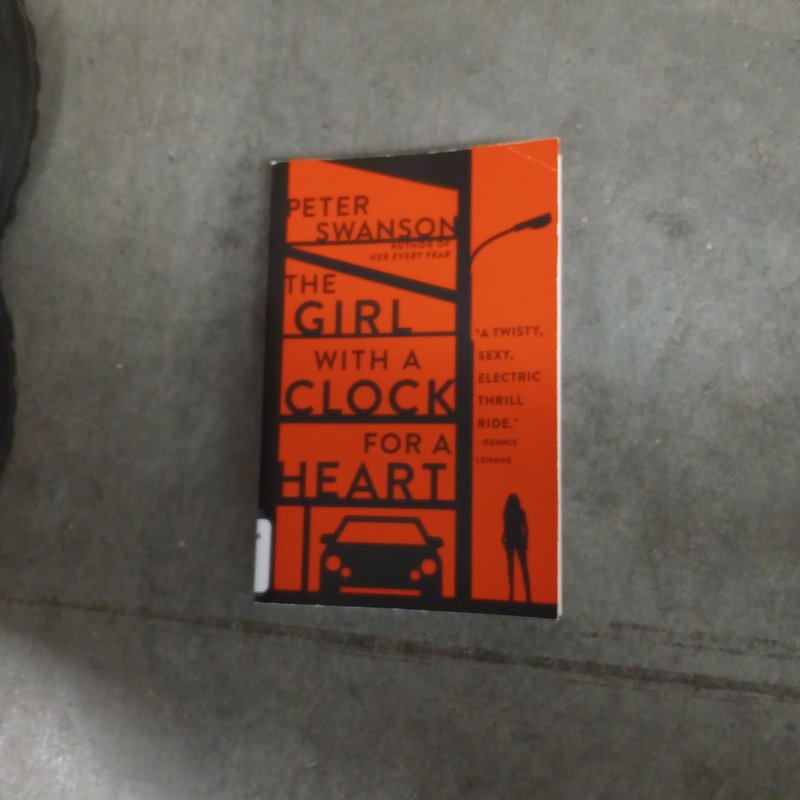 PETER
SWANSON
AUTHOR OF
HER EVERY FEAR
THE
GIRL
WITH A
CLOCK
FOR A
HEART
"A TWISTY,
SEXY,
ELECTRIC
THRILL
RIDE."
–DENNIS
LEHANE